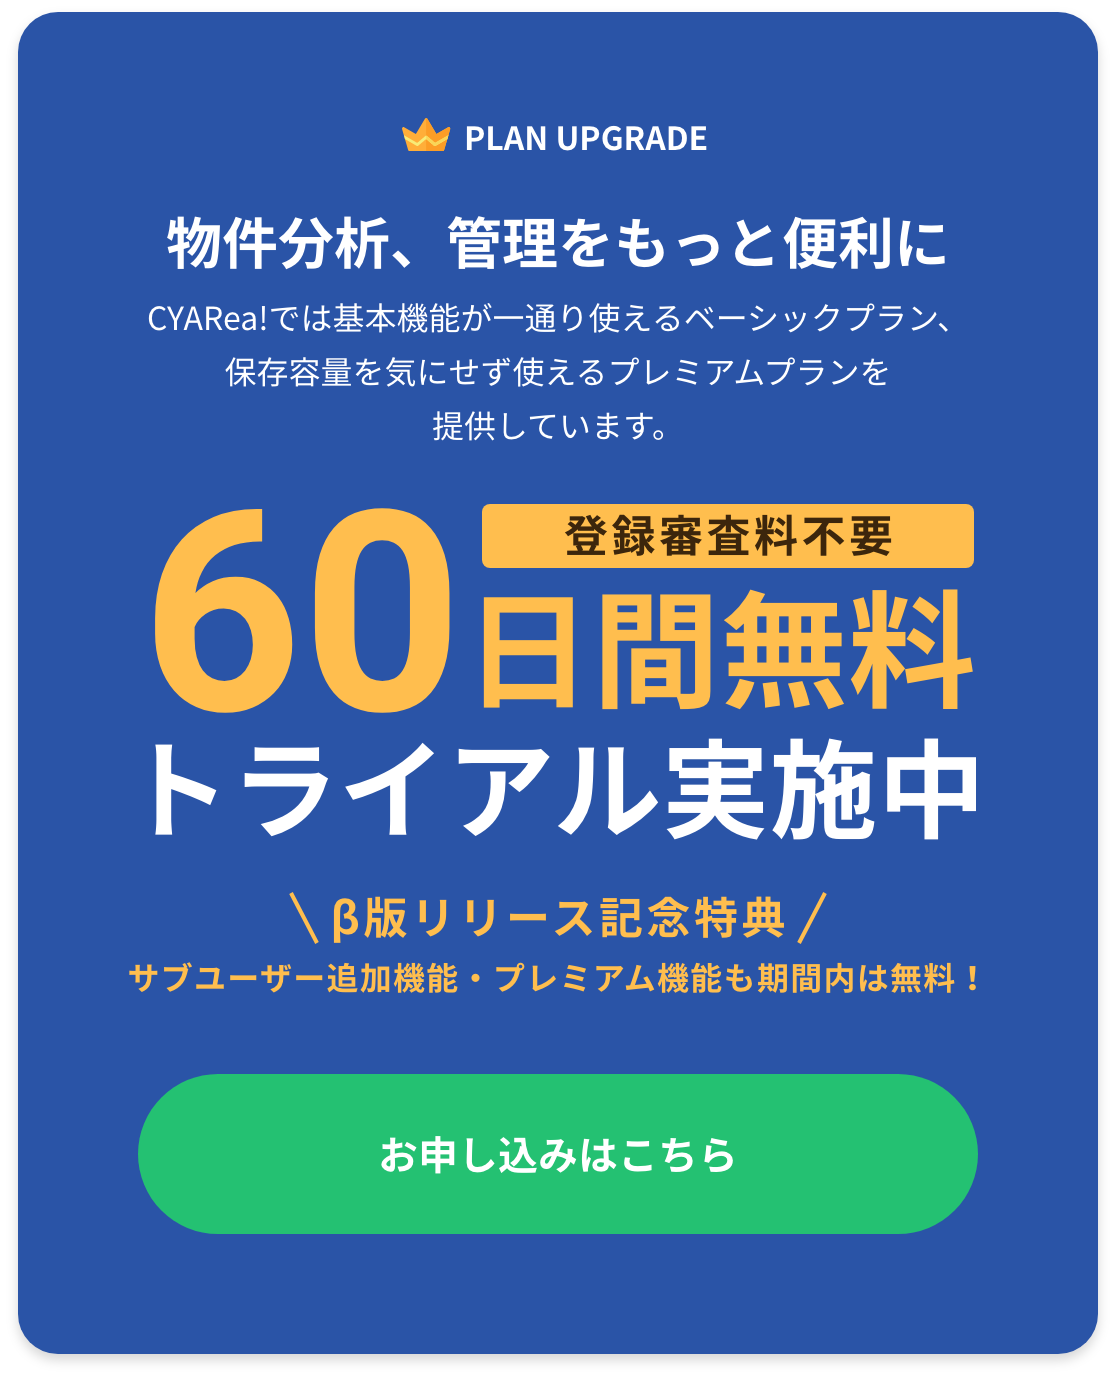 PLAN UPGRADE
物件分析、管理をもっと便利に
CYARea!では基本機能が一通り使えるベーシックプラン、
保存容量を気にせず使えるプレミアムプランを
提供しています。
登録審査料不要
60日間無料
トライアル実施中
\ β版リリース記念特典 /
サブユーザー追加機能・プレミアム機能も期間内は無料！
お申し込みはこちら